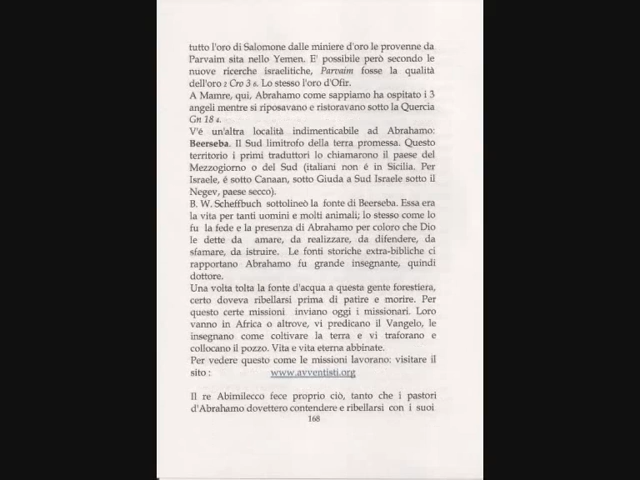 tutto l'oro di Salomone dalle miniere d'oro le provenne da
Parvaim sita nello Yemen. E' possibile però secondo le
nuove ricerche israelitiche, Parvaim fosse la qualità
dell'oro 2 Cro 3 6. Lo stesso l'oro d'Ofir.
A Mamre, qui, Abrahamo come sappiamo ha ospitato i 3
angeli mentre si riposavano e ristoravano sotto la Quercia
Gn 18 4.
V'è un'altra località indimenticabile ad Abrahamo:
Beerseba. Il Sud limitrofo della terra promessa. Questo
territorio i primi traduttori lo chiamarono il paese del
Mezzogiorno o del Sud (italiani non é in Sicilia. Per
Israele, é sotto Canaan, sotto Giuda a Sud Israele sotto il
Negev, paese secco).
B. W. Scheffbuch sottolineò la fonte di Beerseba. Essa era
la vita per tanti uomini e molti animali; lo stesso come lo
fu la fede e la presenza di Abrahamo per coloro che Dio
le dette da amare, da realizzare, da difendere, da
sfamare, da istruire. Le fonti storiche extra-bibliche ci
rapportano Abrahamo fu grande insegnante, quindi
dottore.
Una volta tolta la fonte d'acqua a questa gente forestiera,
certo doveva ribellarsi prima di patire e morire. Per
questo certe missioni inviano oggi i missionari. Loro
vanno in Africa o altrove, vi predicano il Vangelo, le
insegnano come coltivare la terra e vi traforano e
collocano il pozzo. Vita e vita eterna abbinate.
Per vedere questo come le missioni lavorano: visitare il
sito : www.avventisti.org
Il re Abimilecco fece proprio ciò, tanto che i pastori
d'Abrahamo dovettero contendere e ribellarsi con i suoi
168